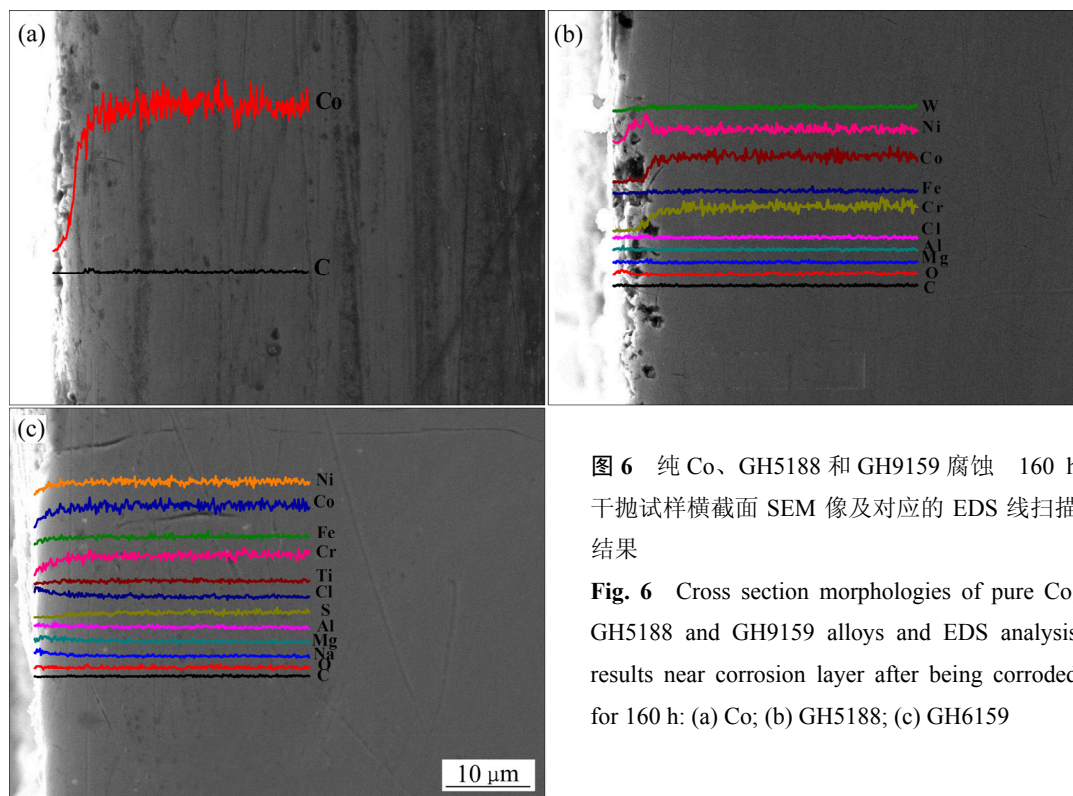 (a)
Co
C
(b)
W
Ni
Co
Fe
Cr
Cl
Al
Mg
O
C
(c)
Ni
Co
Fe
Cr
Ti
Cl
S
Al
Mg
Na
O
C
10 μm
图 6 纯 Co、GH5188 和 GH9159 腐蚀 160 h
干抛试样横截面 SEM 像及对应的 EDS 线扫描
结果
Fig. 6 Cross section morphologies of pure Co,
GH5188 and GH9159 alloys and EDS analysis
results near corrosion layer after being corroded
for 160 h: (a) Co; (b) GH5188; (c) GH6159